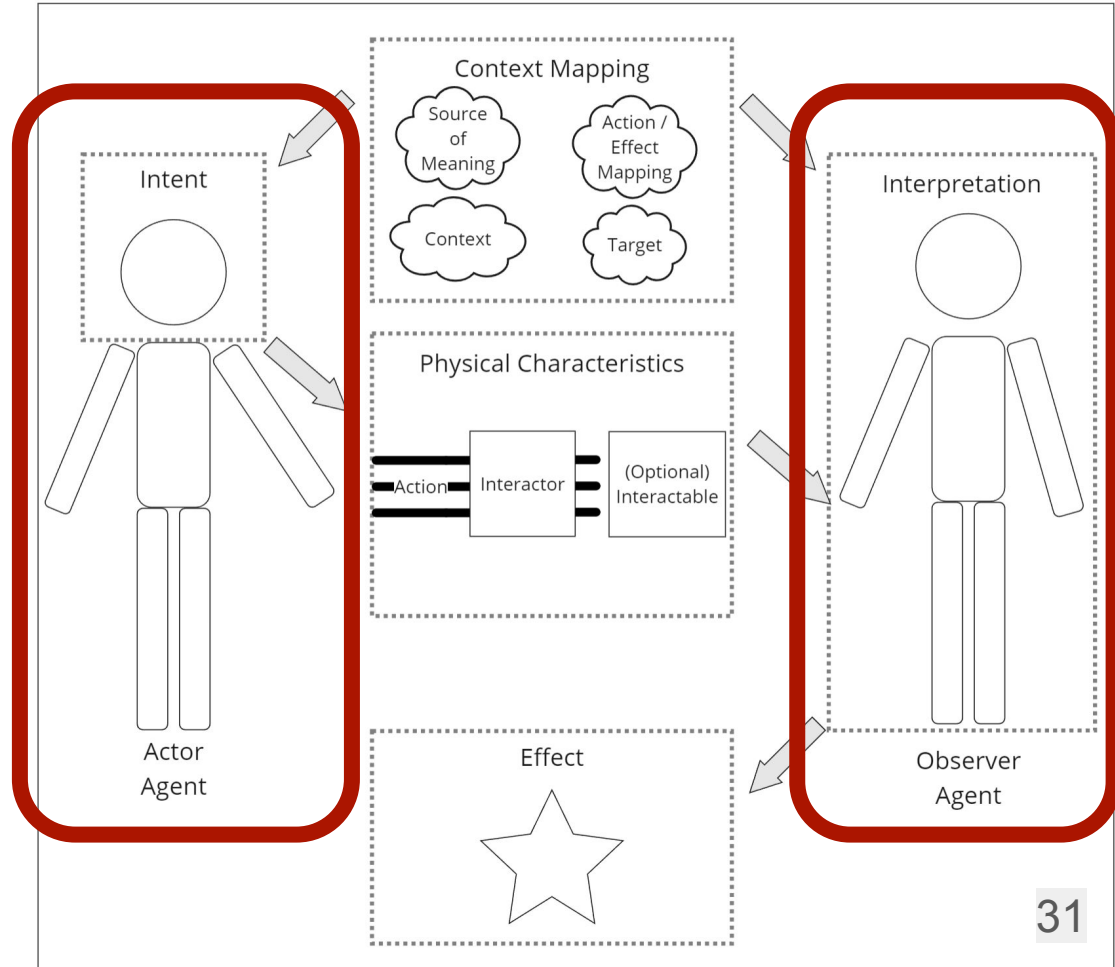 Context Mapping
Source
of
Meaning
Action /
Effect
Mapping
Context
Target
Intent
Interpretation
Physical Characteristics
Action
Interactor
(Optional)
Interactable
Actor
Agent
Effect
Observer
Agent
31